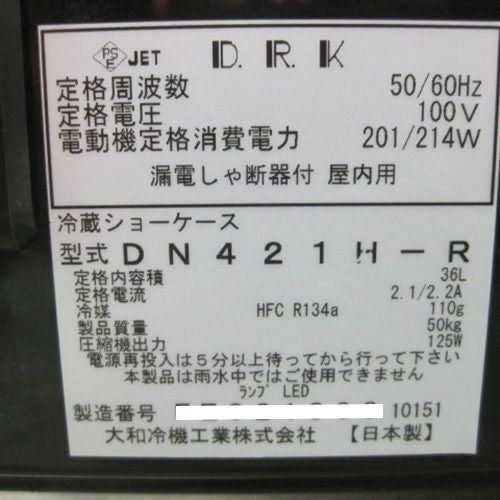 PSE JET D.R.K
定格周波数 50/60Hz
定格電圧 100V
電動機定格消費電力 201/214W
漏電しゃ断器付 屋内用
冷蔵ショーケース
型式 DN421H-R
定格内容積 36L
定格電流 2.1/2.2A
冷媒 HFC R134a 110g
製品質量 50kg
圧縮機出力 125W
電源再投入は5分以上待ってから行って下さい
本製品は雨水中ではご使用できません
ランプ LED
製造番号 10151
大和冷機工業株式会社 【日本製】